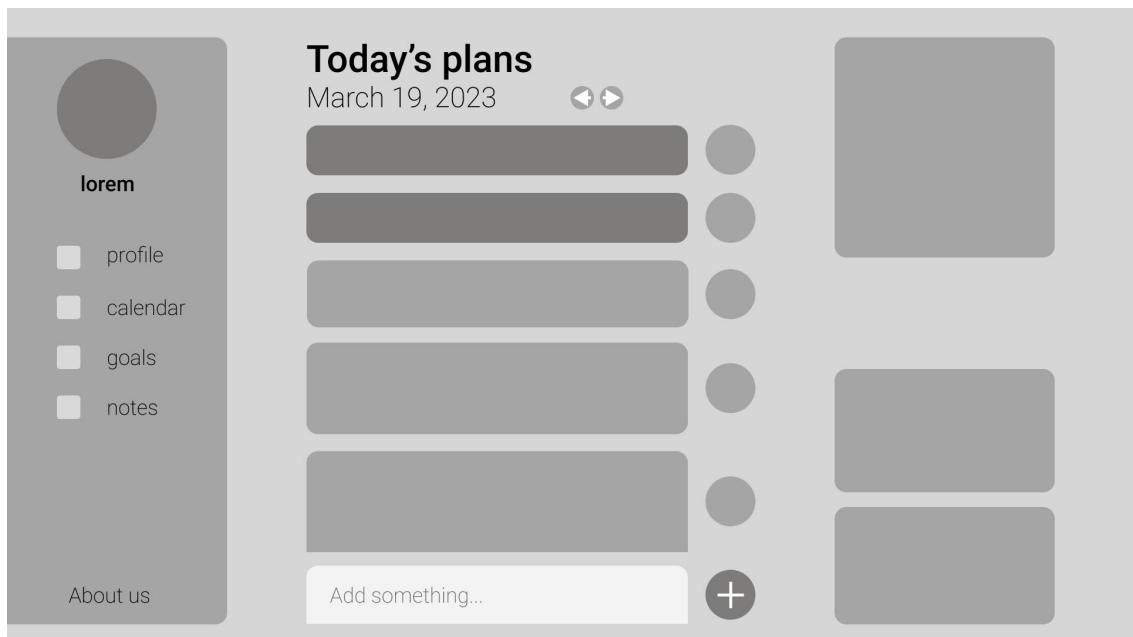 Today's plans
March 19, 2023
lorem
profile
calendar
goals
notes
About us
Add something...